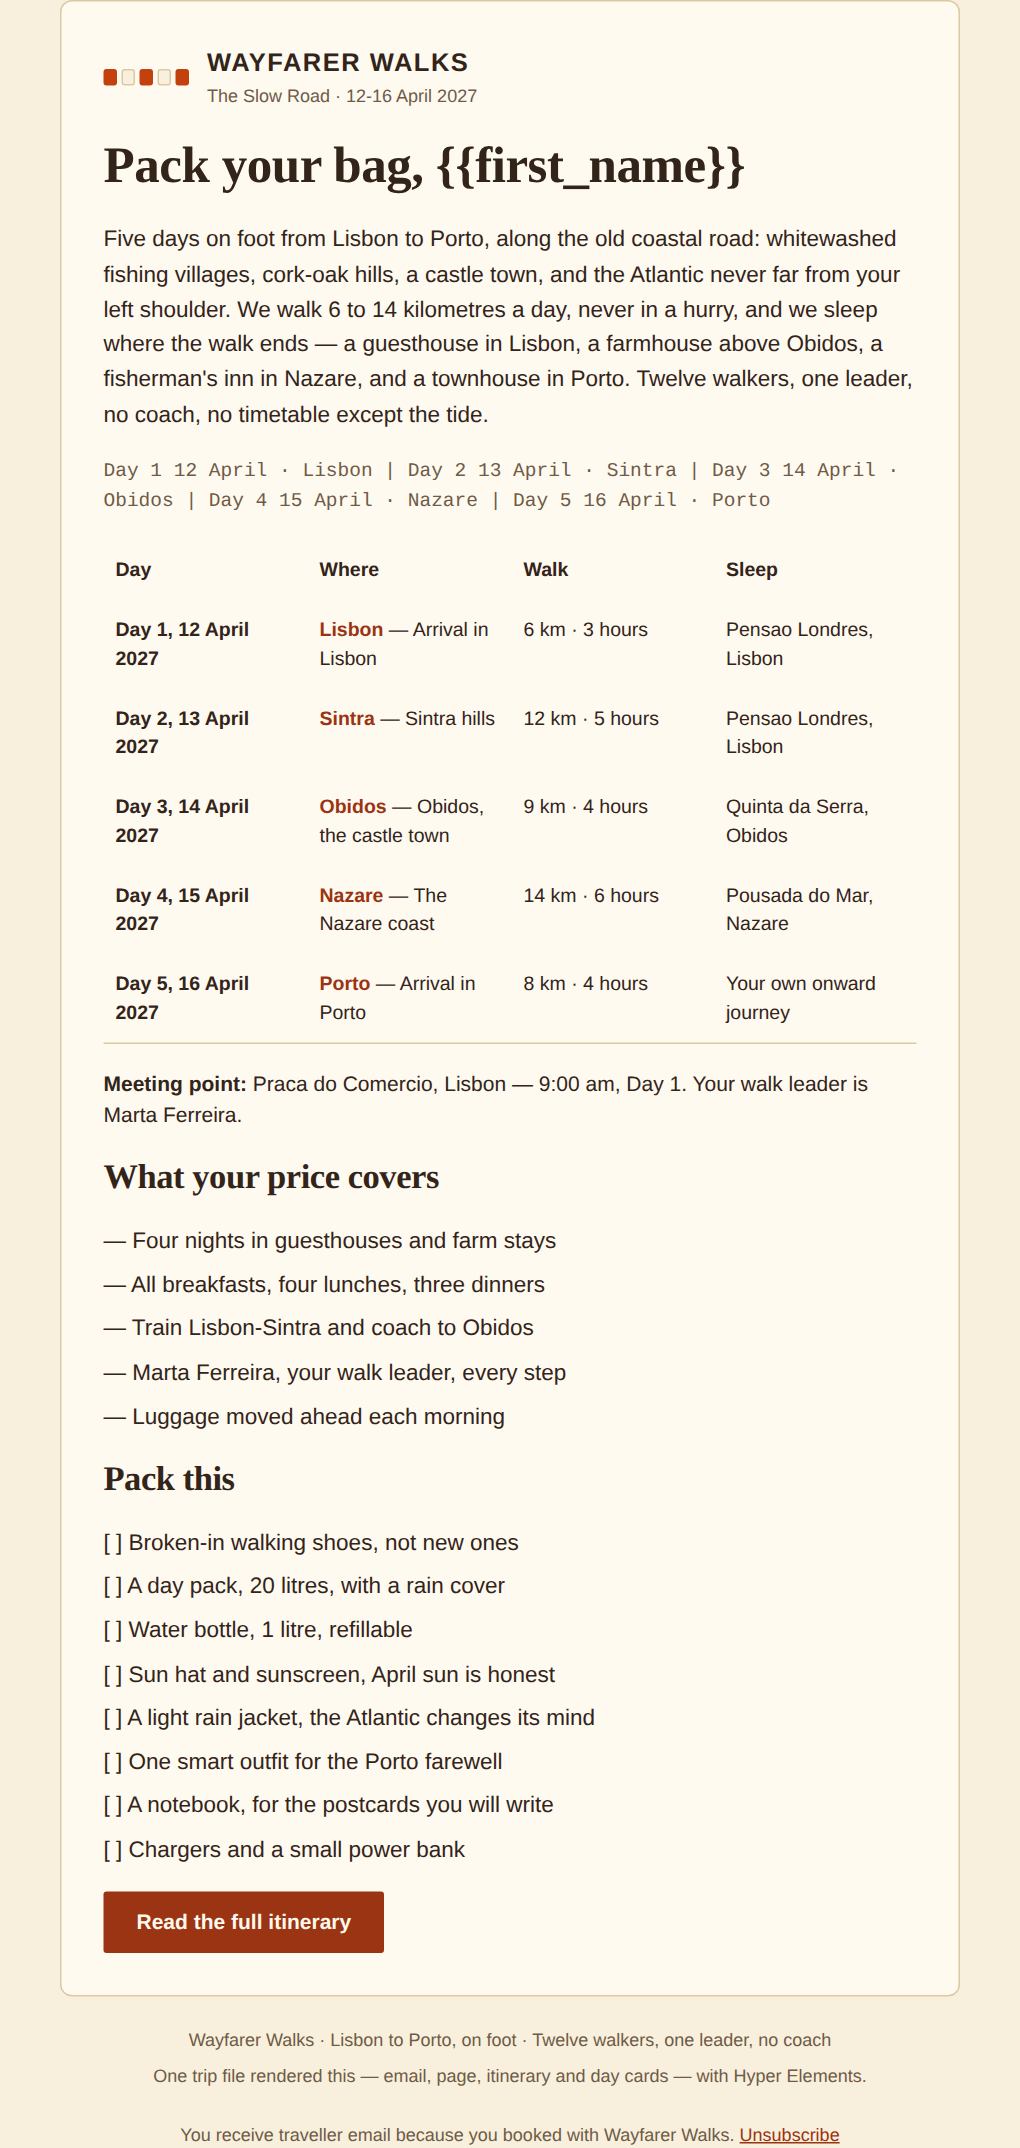 WAYFARER WALKS
The Slow Road · 12-16 April 2027
Pack your bag, {{first_name}}
Five days on foot from Lisbon to Porto, along the old coastal road: whitewashed
fishing villages, cork-oak hills, a castle town, and the Atlantic never far from your
left shoulder. We walk 6 to 14 kilometres a day, never in a hurry, and we sleep
where the walk ends — a guesthouse in Lisbon, a farmhouse above Obidos, a
fisherman's inn in Nazare, and a townhouse in Porto. Twelve walkers, one leader,
no coach, no timetable except the tide.
Day 1 12 April · Lisbon | Day 2 13 April · Sintra | Day 3 14 April ·
Obidos | Day 4 15 April · Nazare | Day 5 16 April · Porto
Day Where Walk Sleep
Day 1, 12 April Lisbon — Arrival in 6 km · 3 hours Pensao Londres,
2027 Lisbon Lisbon
Day 2, 13 April Sintra — Sintra hills 12 km · 5 hours Pensao Londres,
2027 Lisbon
Day 3, 14 April Obidos — Obidos, 9 km · 4 hours Quinta da Serra,
2027 the castle town Obidos
Day 4, 15 April Nazare — The 14 km · 6 hours Pousada do Mar,
2027 Nazare coast Nazare
Day 5, 16 April Porto — Arrival in 8 km · 4 hours Your own onward
2027 Porto journey
Meeting point: Praca do Comercio, Lisbon — 9:00 am, Day 1. Your walk leader is
Marta Ferreira.
What your price covers
— Four nights in guesthouses and farm stays
— All breakfasts, four lunches, three dinners
— Train Lisbon-Sintra and coach to Obidos
— Marta Ferreira, your walk leader, every step
— Luggage moved ahead each morning
Pack this
[ ] Broken-in walking shoes, not new ones
[ ] A day pack, 20 litres, with a rain cover
[ ] Water bottle, 1 litre, refillable
[ ] Sun hat and sunscreen, April sun is honest
[ ] A light rain jacket, the Atlantic changes its mind
[ ] One smart outfit for the Porto farewell
[ ] A notebook, for the postcards you will write
[ ] Chargers and a small power bank
Read the full itinerary
Wayfarer Walks · Lisbon to Porto, on foot · Twelve walkers, one leader, no coach
One trip file rendered this — email, page, itinerary and day cards — with Hyper Elements.
You receive traveller email because you booked with Wayfarer Walks. Unsubscribe